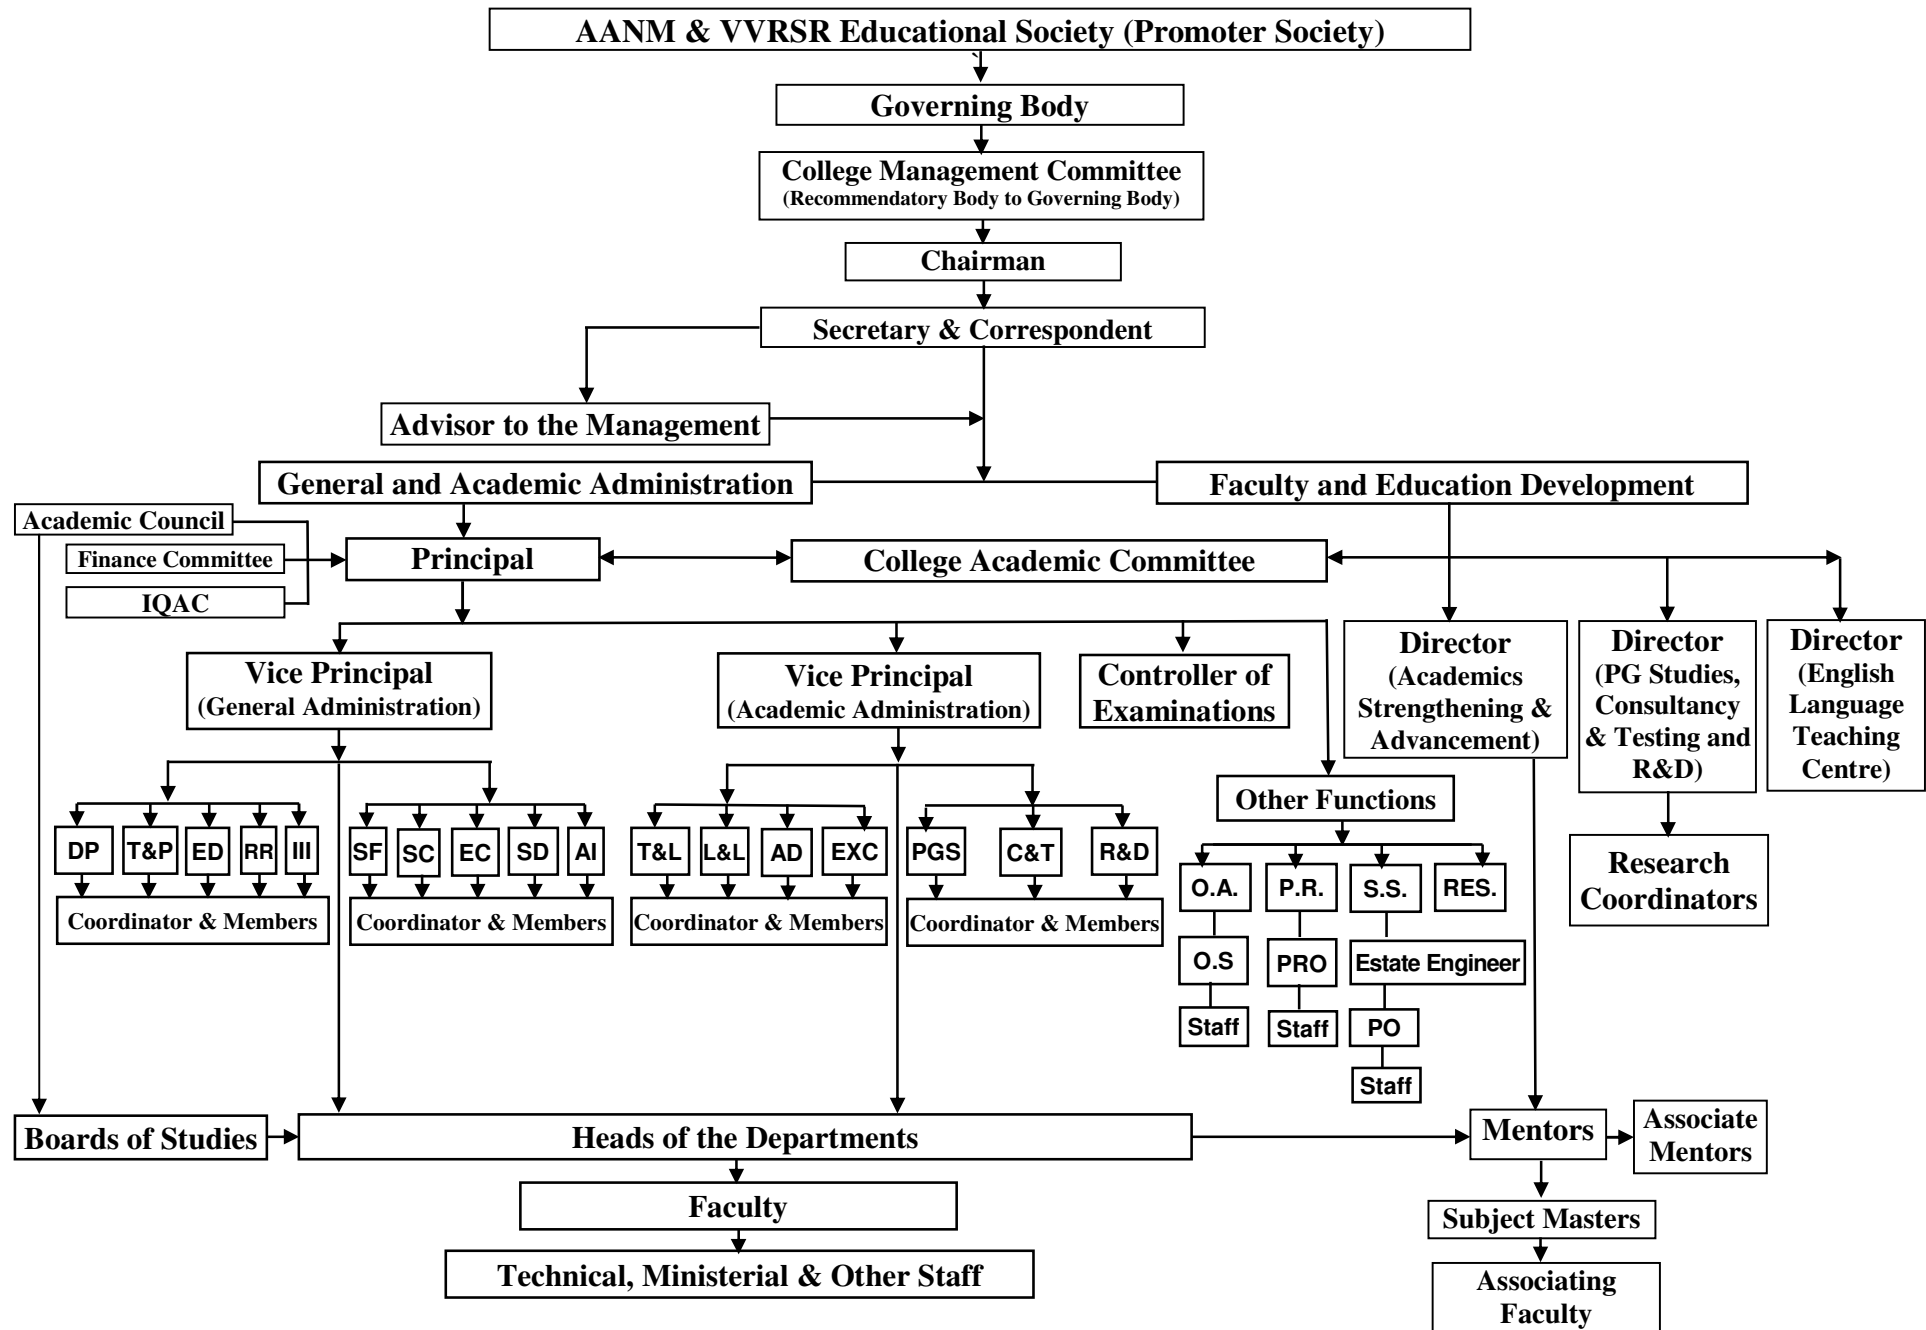 AANM & VVRSR Educational Society (Promoter Society)
`
Governing Body
College Management Committee
(Recommendatory Body to Governing Body)
Chairman
Secretary & Correspondent
Advisor to the Management
General and Academic Administration
Faculty and Education Development
Academic Council
Finance Committee
IQAC
Principal
College Academic Committee
Vice Principal
(General Administration)
Vice Principal
(Academic Administration)
Controller of
Examinations
Director
(Academics
Strengthening &
Advancement)
Director
(PG Studies,
Consultancy
& Testing and
R&D)
Director
(English
Language
Teaching
Centre)
Other Functions
DP
T&P
ED
RR
III
SF
SC
EC
SD
AI
T&L
L&L
AD
EXC
PGS
C&T
R&D
Coordinator & Members
Coordinator & Members
Coordinator & Members
Coordinator & Members
O.A.
P.R.
S.S.
RES.
Research
Coordinators
O.S
PRO
Estate Engineer
Staff
Staff
PO
Staff
Boards of Studies
Heads of the Departments
Mentors
Associate
Mentors
Faculty
Subject Masters
Technical, Ministerial & Other Staff
Associating
Faculty